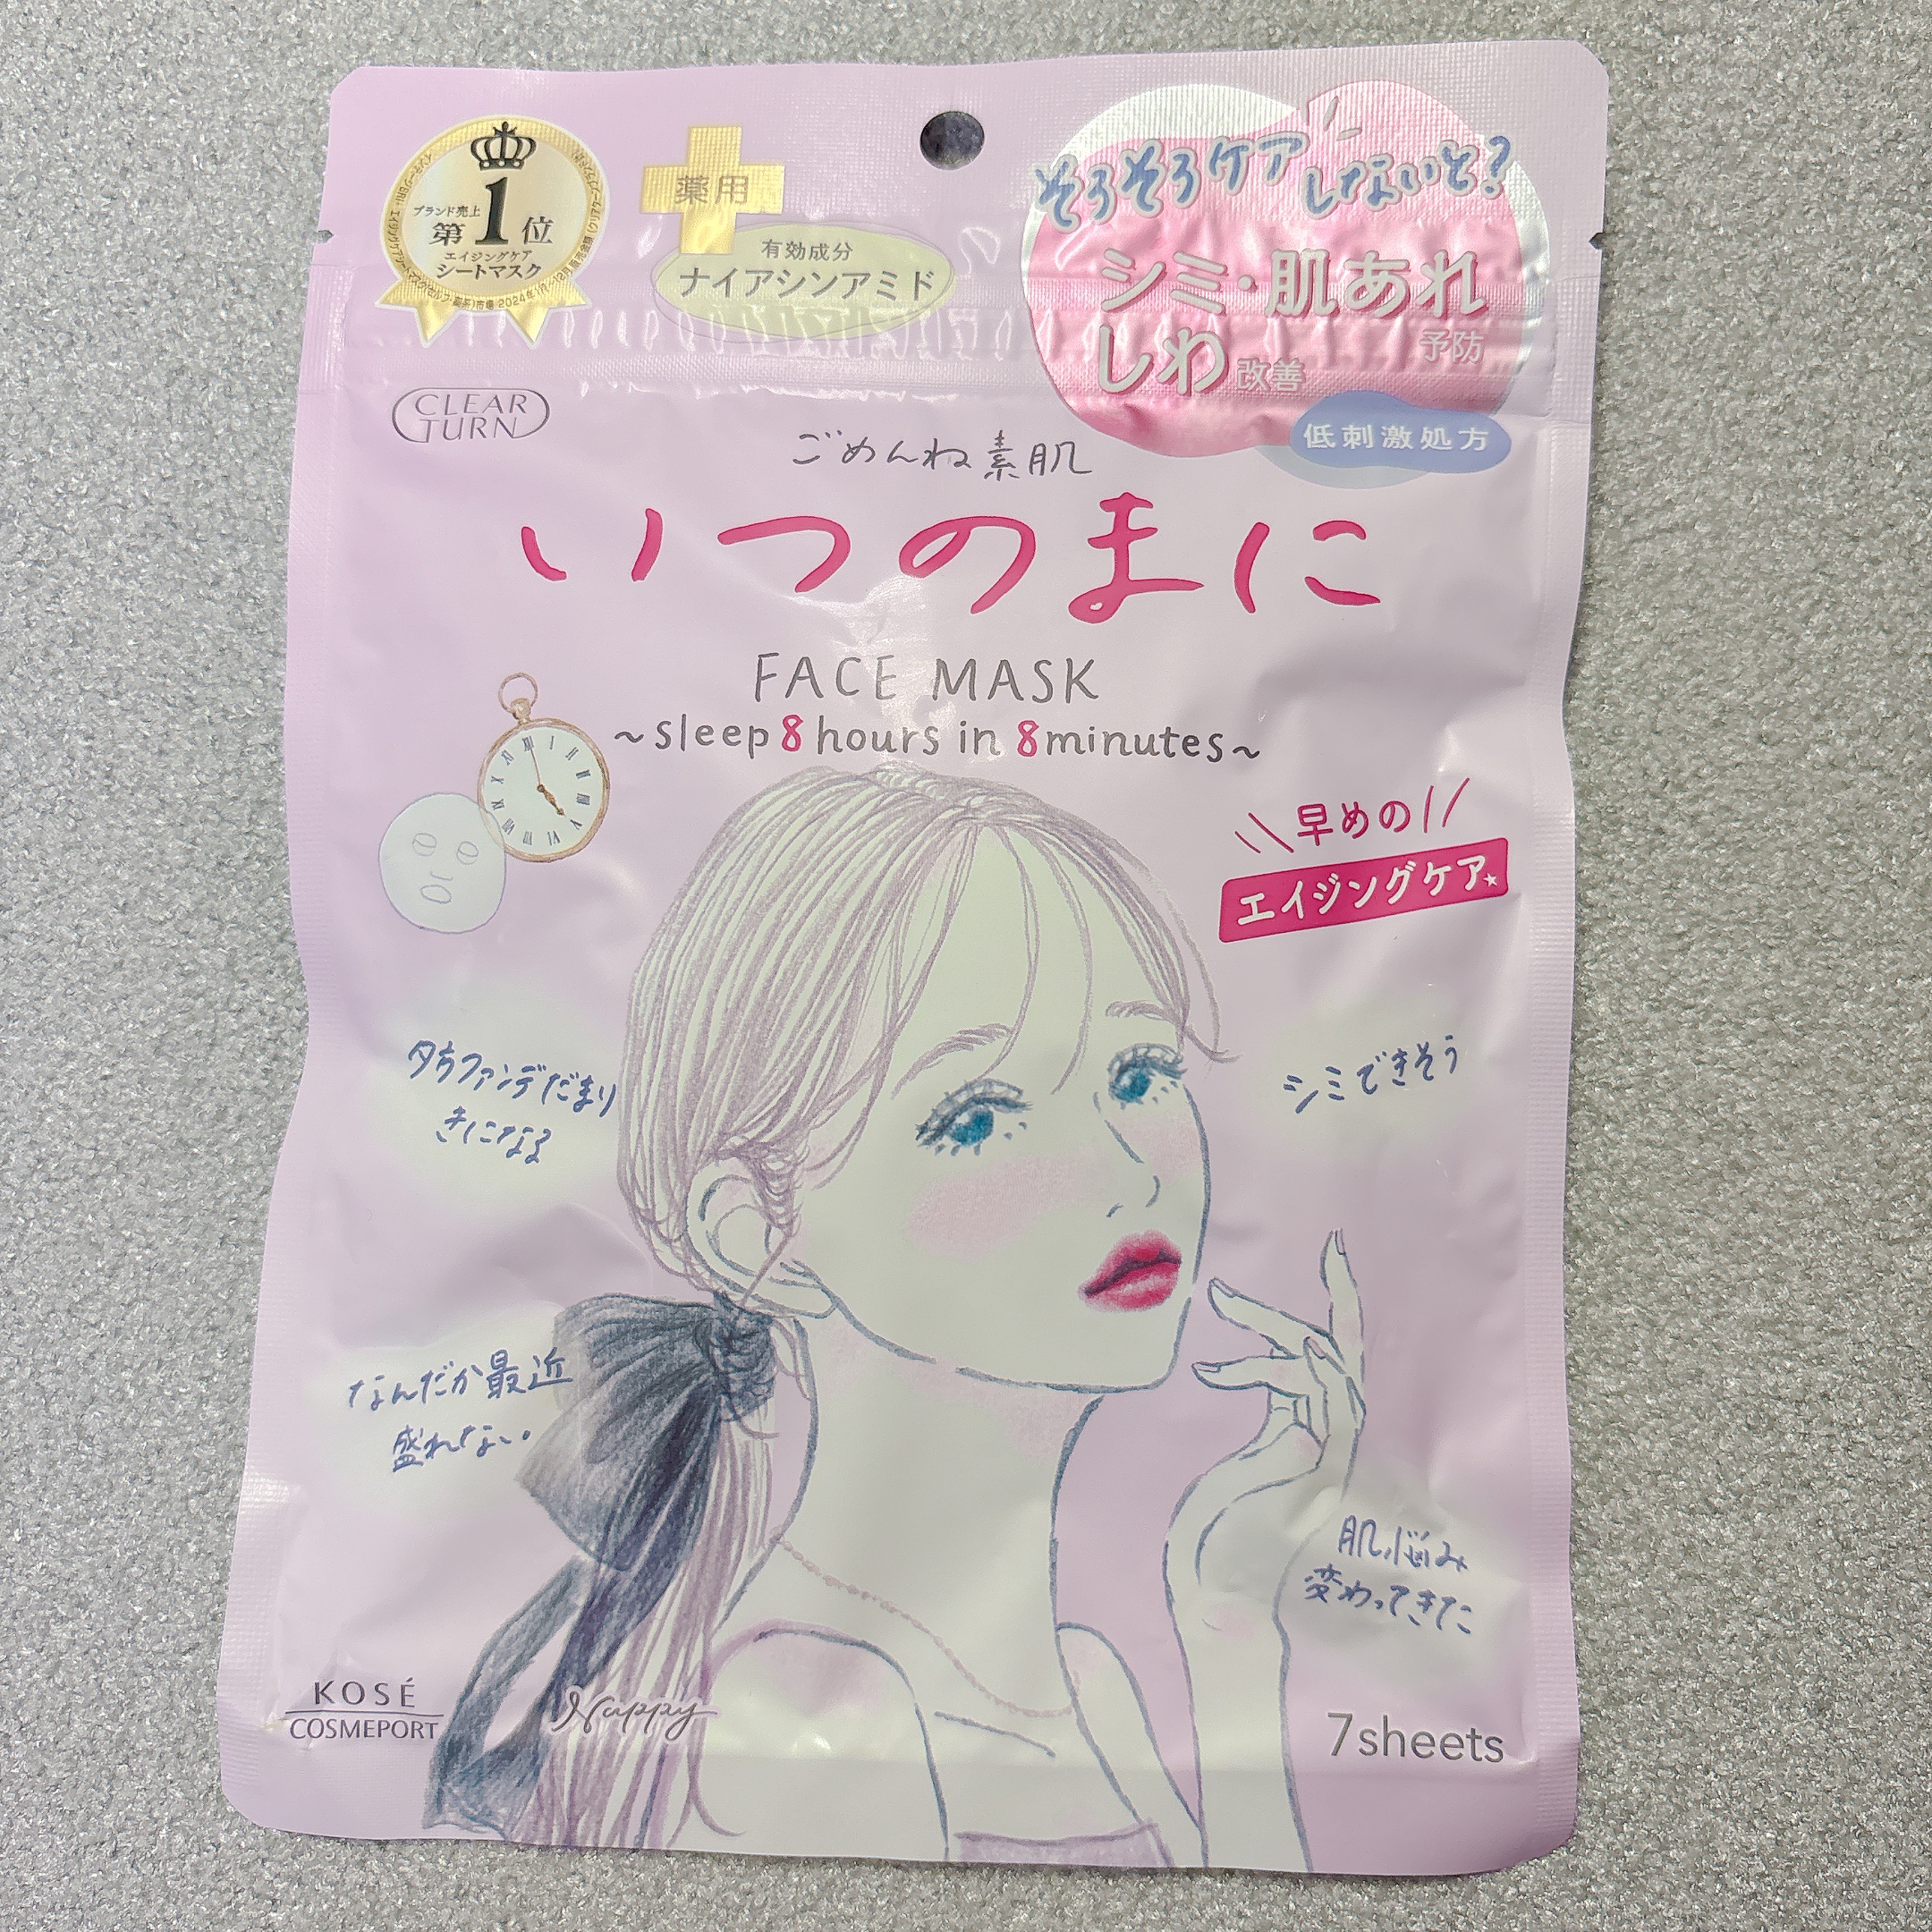 ブランド売上
第1位
エイジングケア
シートマスク
薬用
有効成分
ナイアシンアミド
そろそろケアしないと?
シミ・肌あれ
予防
しわ改善
低刺激処方
CLEAR
TURN
ごめんね素肌
いつのまに
FACE MASK
~sleep 8 hours in 8 minutes~
早めの
エイジングケア
夕方ファンデだまり
きになる
シミできそう
なんだか最近
盛れない。
肌悩み
変わってきた
KOSÉ
COSMEPORT
Nappy
7sheets